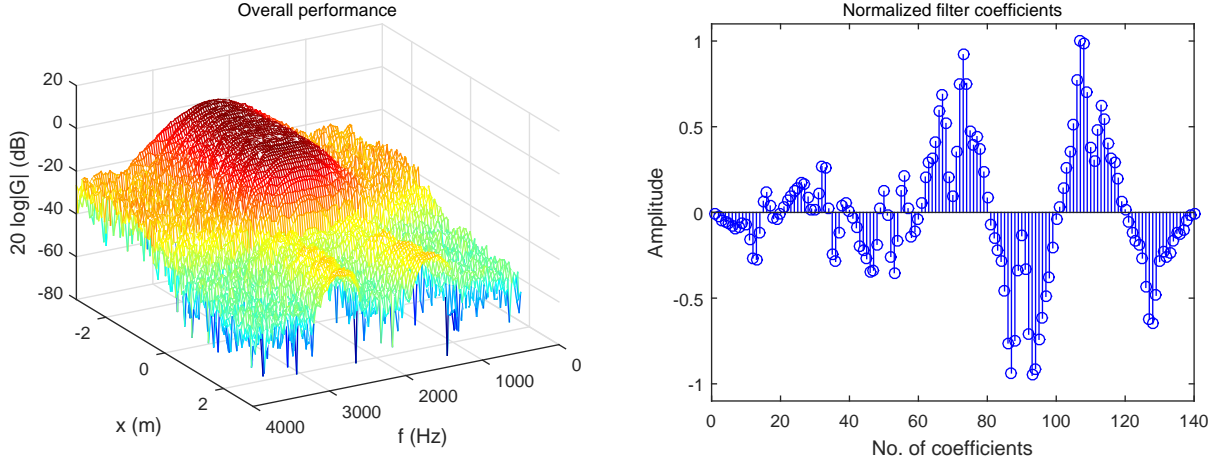 Overall performance
20
0
-20
-40
-60
-80
20 log|G| (dB)
-2
0
2
x (m)
4000
3000
2000
1000
0
f (Hz)
Normalized filter coefficients
1
0.5
0
-0.5
-1
Amplitude
0 20 40 60 80 100 120 140
No. of coefficients